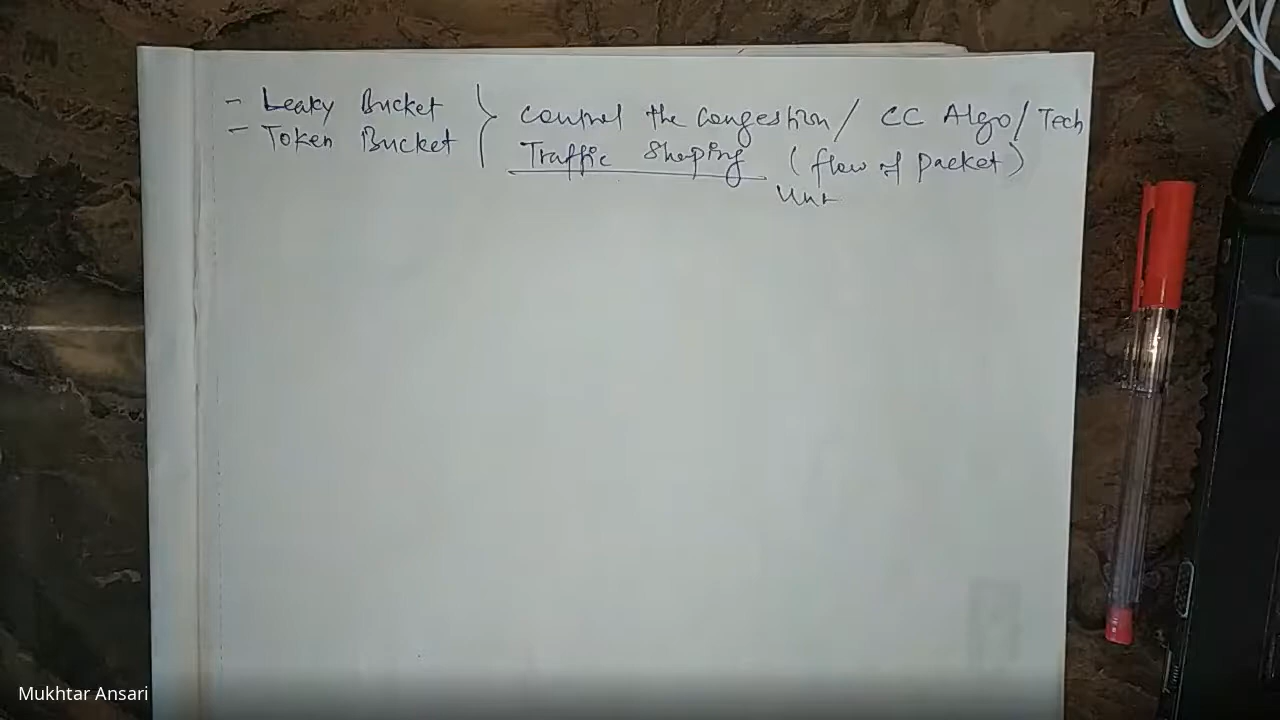 - Leaky Bucket
- Token Bucket
Control the Congestion / CC Algo / Tech
Traffic Shaping (flow of packet)
Mukhtar Ansari